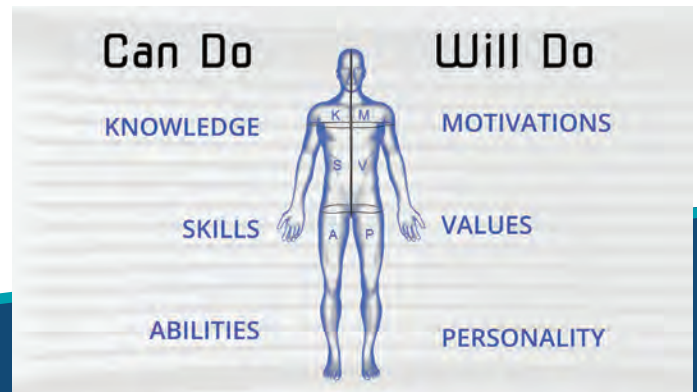 Can Do
Will Do
KNOWLEDGE
K M
MOTIVATIONS
S V
SKILLS
VALUES
A P
ABILITIES
PERSONALITY